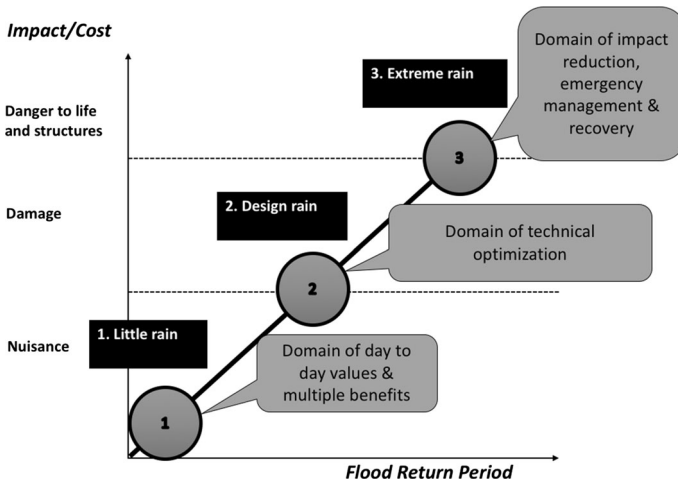 Impact/Cost
Domain of impact
reduction,
emergency
management &
recovery
3. Extreme rain
Danger to life
and structures
3
2. Design rain
Damage
Domain of technical
optimization
2
1. Little rain
Nuisance
Domain of day to
day values &
multiple benefits
1
Flood Return Period